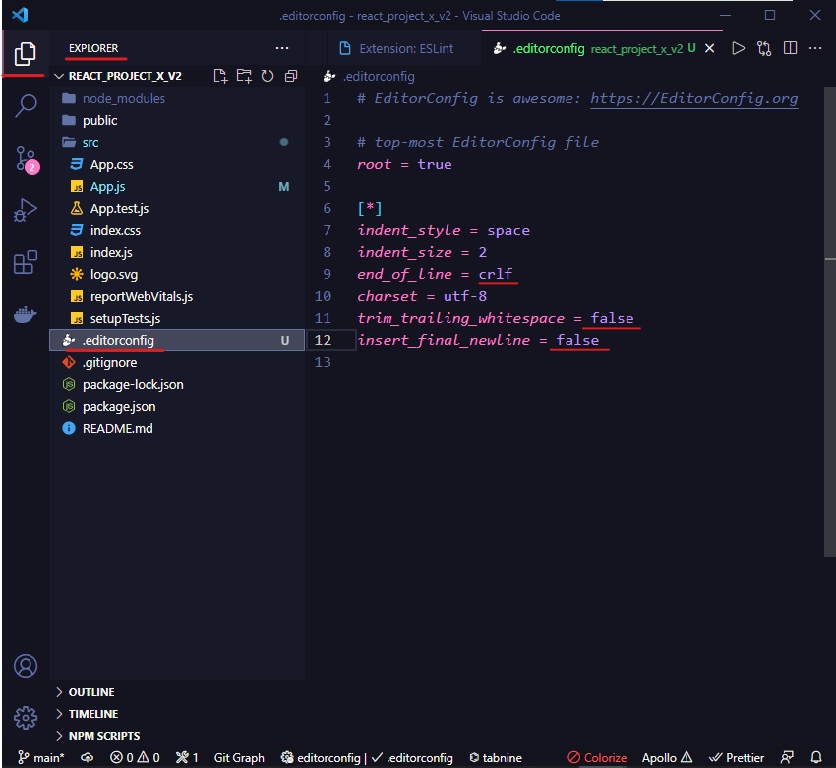 .editorconfig - react_project_x_v2 - Visual Studio Code
EXPLORER
Extension: ESLint
.editorconfig react_project_x_v2 U
REACT_PROJECT_X_V2
.editorconfig
node_modules
public
src
App.css
App.js M
App.test.js
index.css
index.js
logo.svg
reportWebVitals.js
setupTests.js
.editorconfig U
.gitignore
package-lock.json
package.json
README.md
1 # EditorConfig is awesome: https://EditorConfig.org
2
3 # top-most EditorConfig file
4 root = true
5
6 [*]
7 indent_style = space
8 indent_size = 2
9 end_of_line = crlf
10 charset = utf-8
11 trim_trailing_whitespace = false
12 insert_final_newline = false
13
2
OUTLINE
TIMELINE
NPM SCRIPTS
main* 0 0 1 Git Graph editorconfig | .editorconfig tabnine Colorize Apollo Prettier